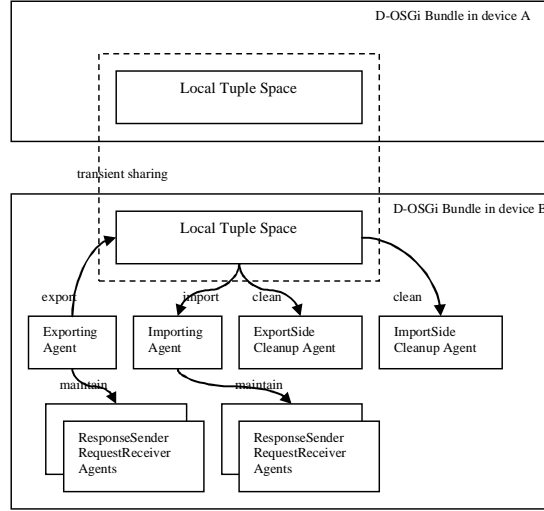 D-OSGi Bundle in device A
Local Tuple Space
transient sharing
D-OSGi Bundle in device B
Local Tuple Space
export
import
clean
clean
Exporting
Agent
Importing
Agent
ExportSide
Cleanup Agent
ImportSide
Cleanup Agent
maintain
maintain
ResponseSender
RequestReceiver
Agents
ResponseSender
RequestReceiver
Agents